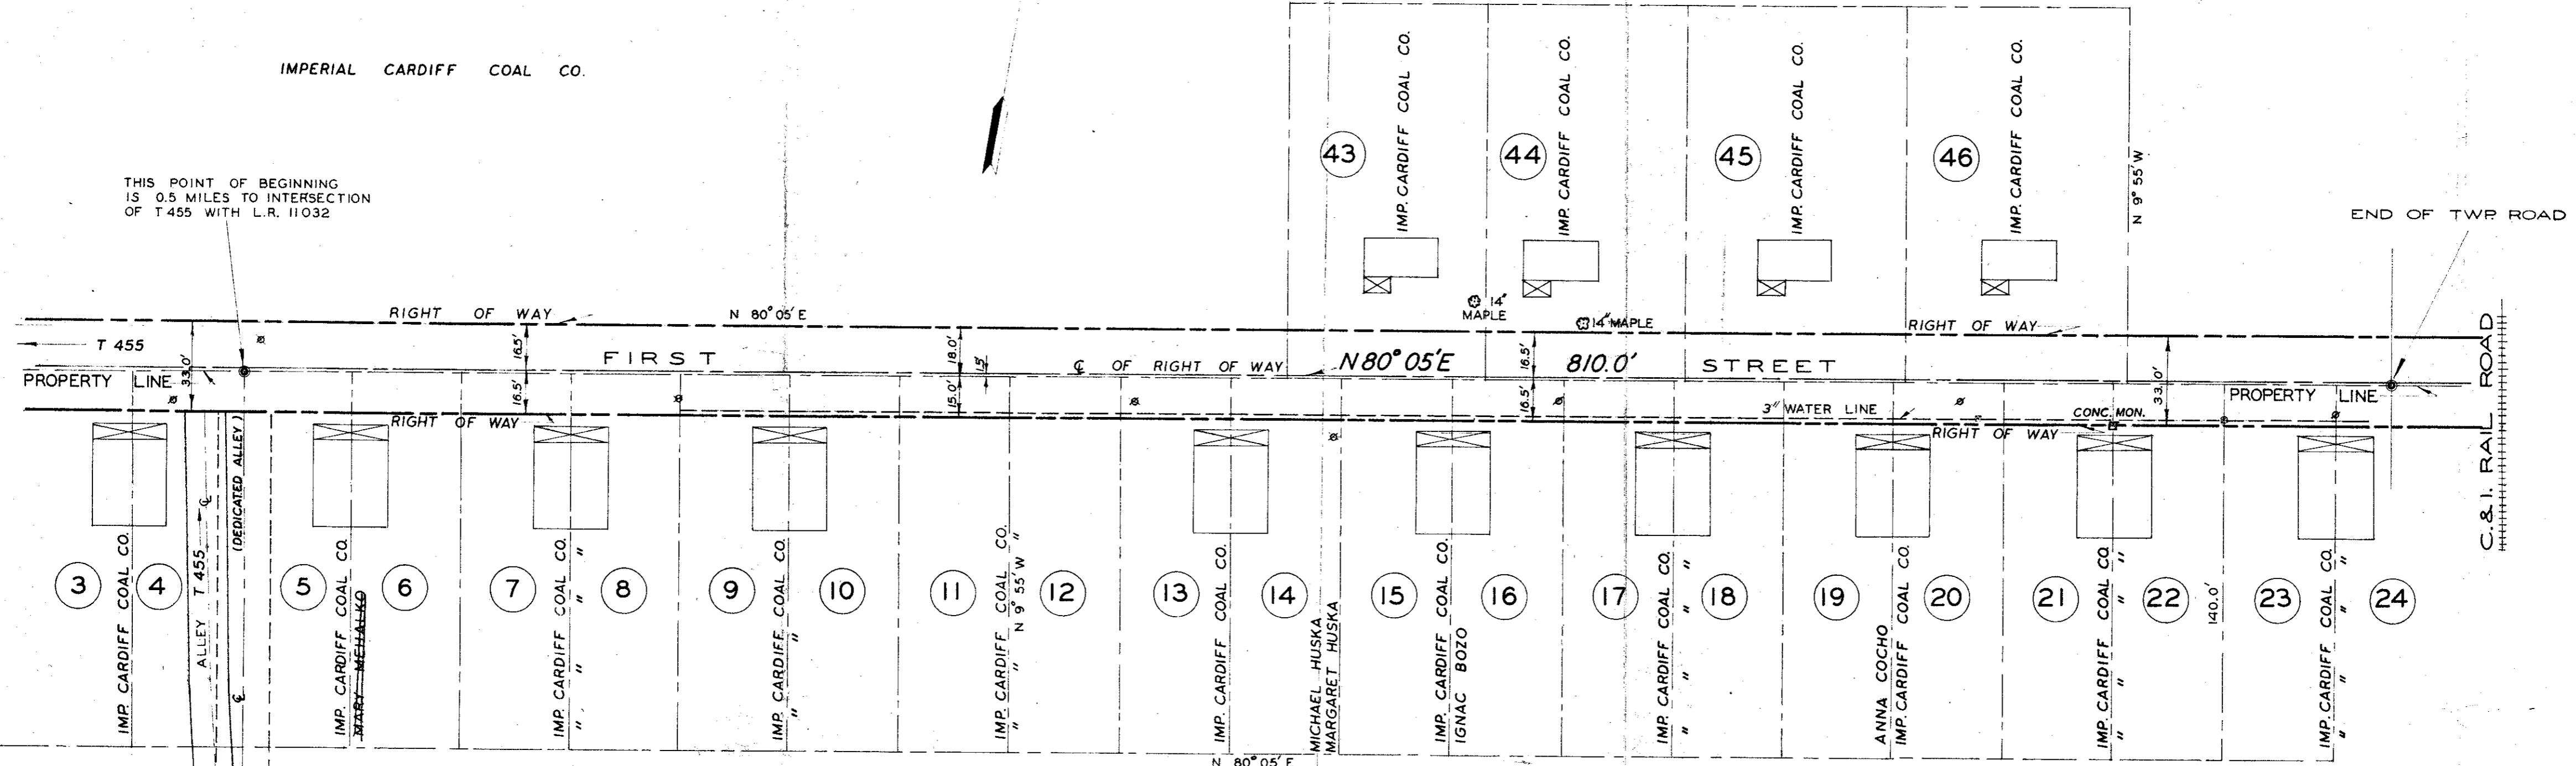 IMPERIAL CARDIFF COAL CO.
THIS POINT OF BEGINNING
IS 0.5 MILES TO INTERSECTION
OF T 455 WITH L.R. 11032
IMP. CARDIFF COAL CO.
IMP. CARDIFF COAL CO.
IMP. CARDIFF COAL CO.
IMP. CARDIFF COAL CO.
43
44
45
46
N 9° 55' W
END OF TWP. ROAD
C. & I. RAIL ROAD
14"
MAPLE
14" MAPLE
RIGHT OF WAY
N 80° 05' E
RIGHT OF WAY
T 455
33.0'
16.5'
FIRST
18.0'
1.5'
℄ OF RIGHT OF WAY
N 80° 05' E
16.5'
810.0'
STREET
33.0'
PROPERTY LINE
16.5'
15.0'
16.5'
PROPERTY LINE
RIGHT OF WAY
3" WATER LINE
CONC. MON.
RIGHT OF WAY
(DEDICATED ALLEY)
ALLEY T 455
℄
℄
3
4
5
6
7
8
9
10
11
12
13
14
15
16
17
18
19
20
21
22
23
24
IMP. CARDIFF COAL CO.
IMP. CARDIFF COAL CO.
MARY MEHALKO
IMP. CARDIFF COAL CO.
" " " "
IMP. CARDIFF COAL CO.
" "
IMP. CARDIFF COAL CO.
" " N 9° 55' W "
IMP. CARDIFF COAL CO.
MICHAEL HUSKA
MARGARET HUSKA
IMP. CARDIFF COAL CO.
IGNAC BOZO
IMP. CARDIFF COAL CO.
" " " "
ANNA COCHO
IMP. CARDIFF COAL CO.
IMP. CARDIFF COAL CO.
" " " "
140.0'
IMP. CARDIFF COAL CO.
" " " "
N 80° 05' E